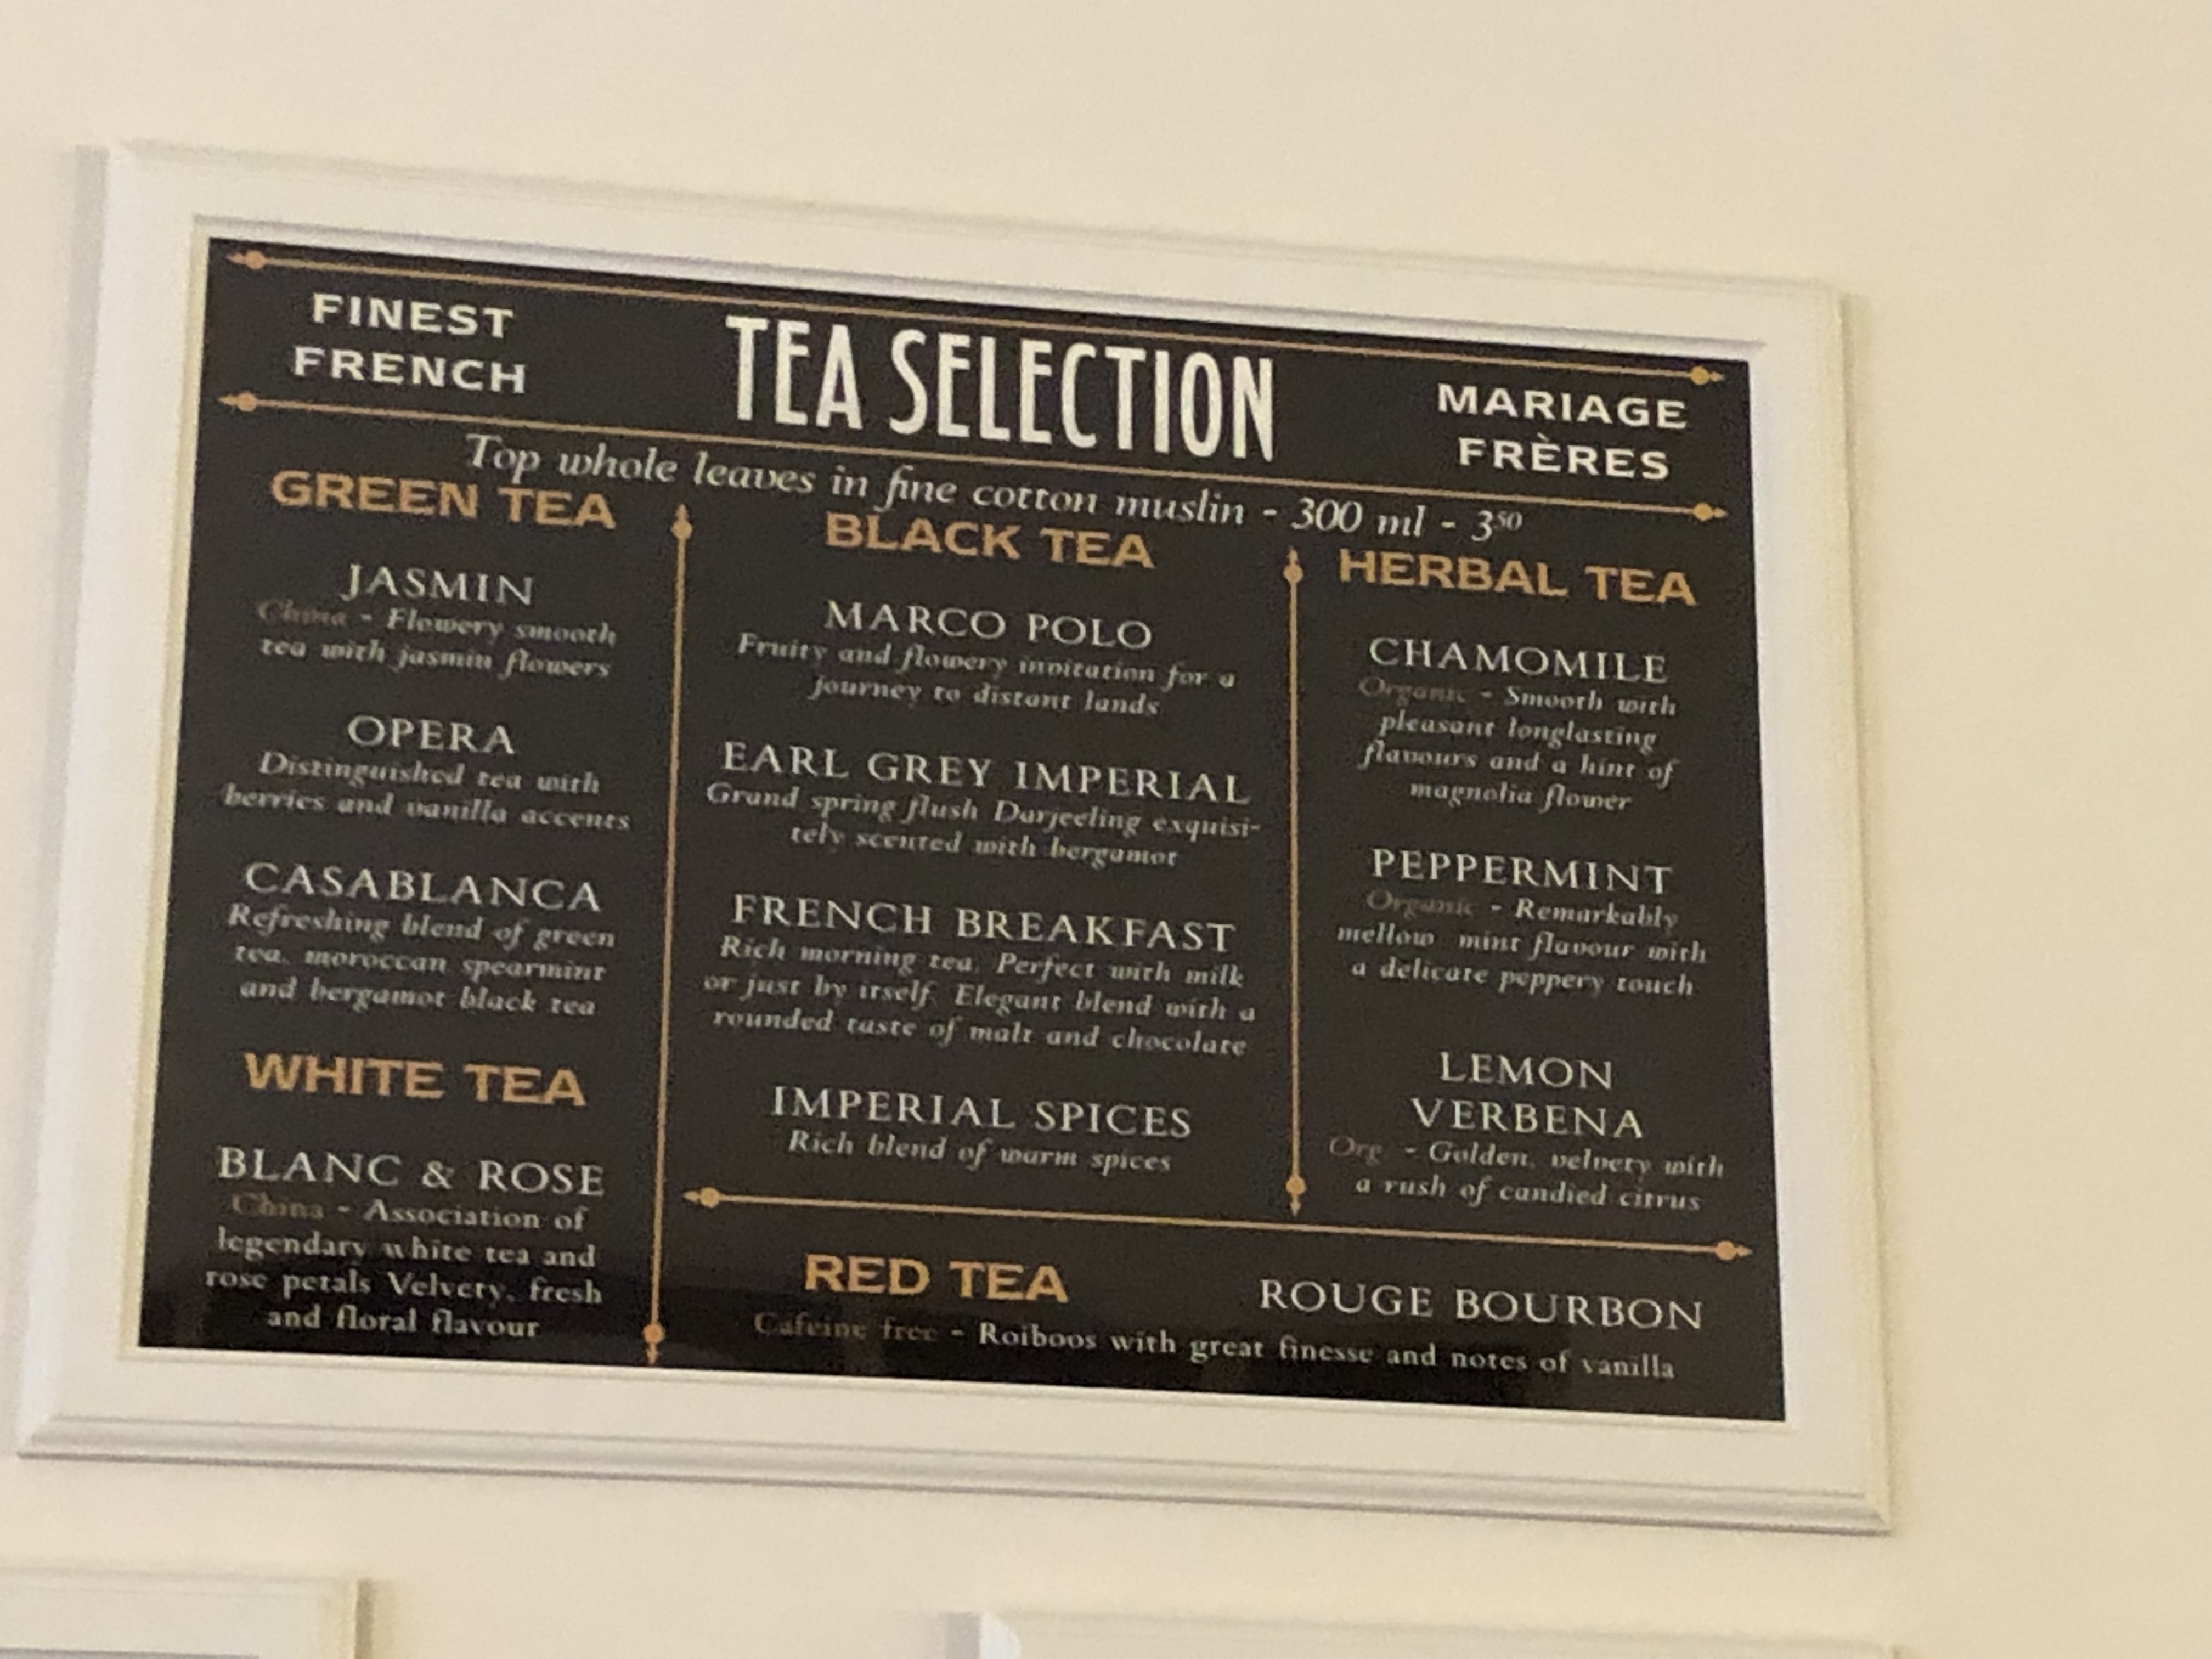 FINEST
FRENCH
TEA SELECTION
MARIAGE
FRÈRES
Top whole leaves in fine cotton muslin - 300 ml - 3⁵⁰
GREEN TEA
JASMIN
China - Flowery smooth
tea with jasmin flowers
OPERA
Distinguished tea with
berries and vanilla accents
CASABLANCA
Refreshing blend of green
tea, moroccan spearmint
and bergamot black tea
WHITE TEA
BLANC & ROSE
China - Association of
legendary white tea and
rose petals Velvety, fresh
and floral flavour
BLACK TEA
MARCO POLO
Fruity and flowery invitation for a
journey to distant lands
EARL GREY IMPERIAL
Grand spring flush Darjeeling exquisi-
tely scented with bergamot
FRENCH BREAKFAST
Rich morning tea. Perfect with milk
or just by itself. Elegant blend with a
rounded taste of malt and chocolate
IMPERIAL SPICES
Rich blend of warm spices
HERBAL TEA
CHAMOMILE
Organic - Smooth with
pleasant longlasting
flavours and a hint of
magnolia flower
PEPPERMINT
Organic - Remarkably
mellow mint flavour with
a delicate peppery touch
LEMON
VERBENA
Org. - Golden, velvety with
a rush of candied citrus
RED TEA
ROUGE BOURBON
Cafeine free - Roiboos with great finesse and notes of vanilla